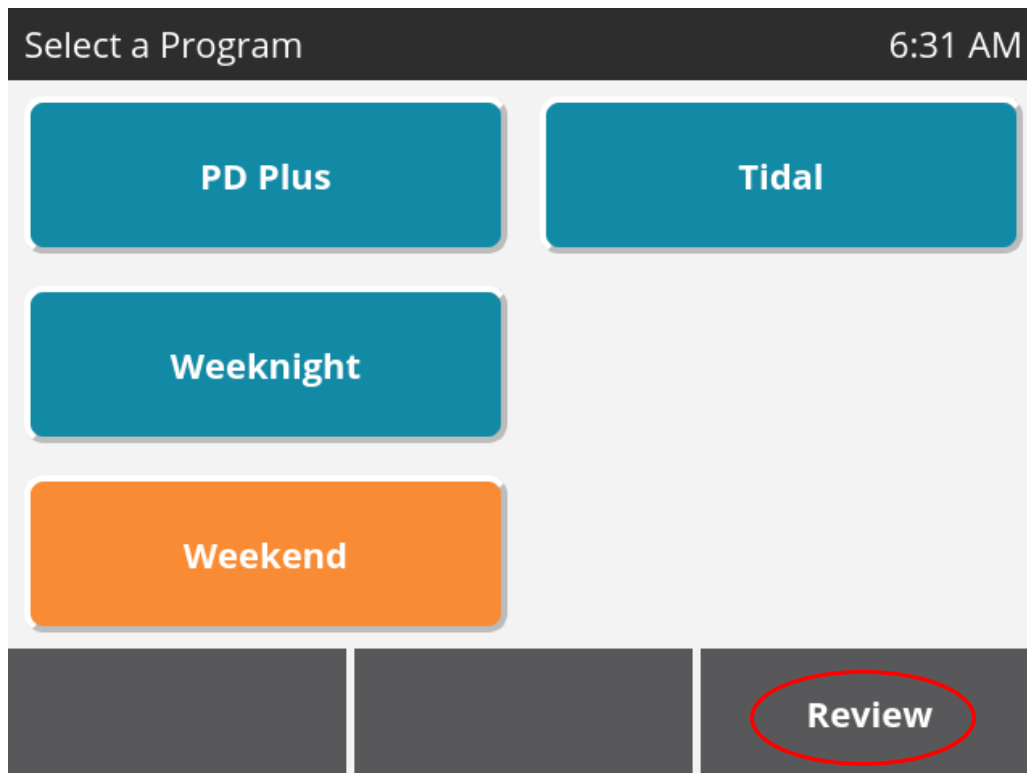 Select a Program 6:31 AM
PD Plus
Tidal
Weeknight
Weekend
Review